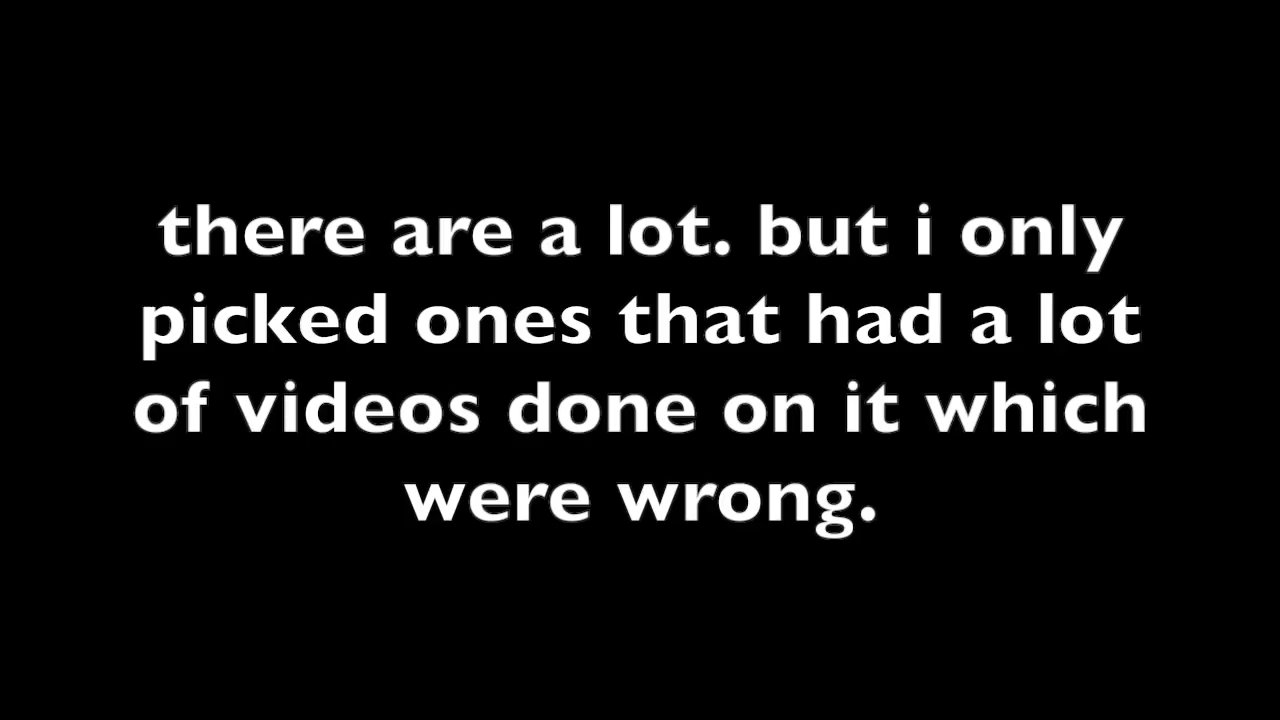 there are a lot. but i only
picked ones that had a lot
of videos done on it which
were wrong.